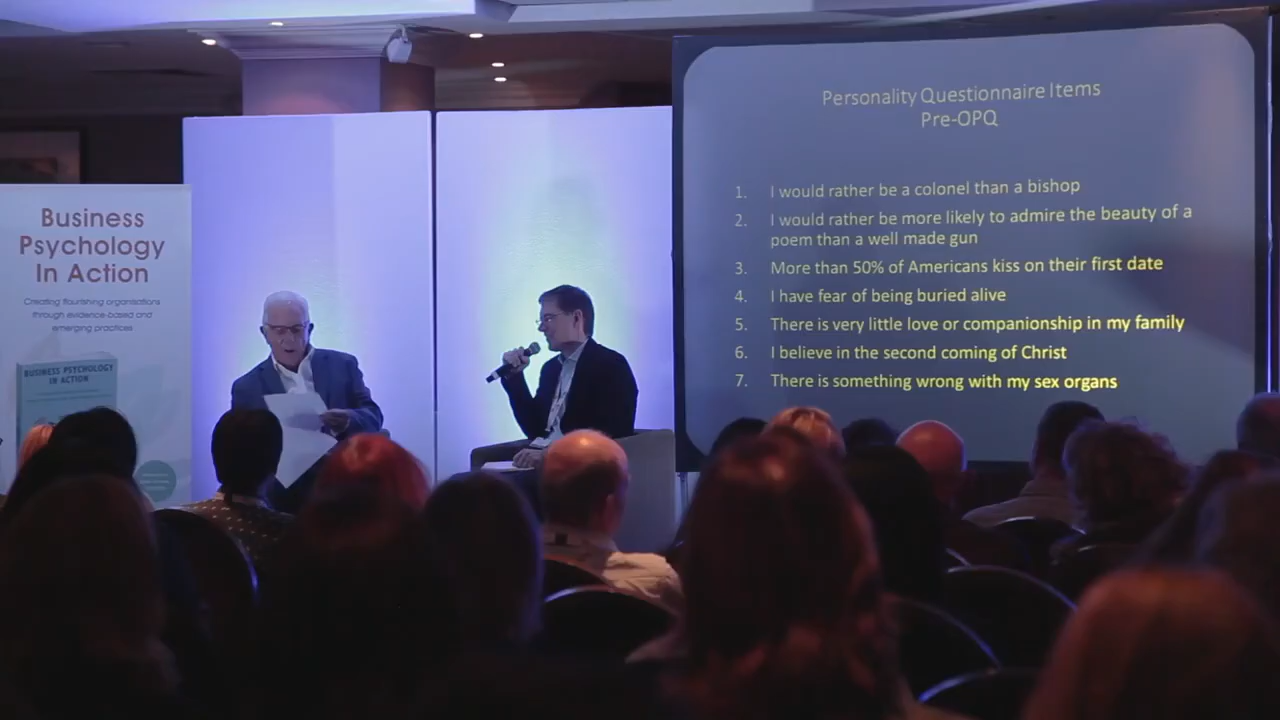 Business
Psychology
In Action
Creating flourishing organisations
through evidence-based and
emerging practices
BUSINESS PSYCHOLOGY
IN ACTION
Personality Questionnaire Items
Pre-OPQ
1. I would rather be a colonel than a bishop
2. I would rather be more likely to admire the beauty of a
poem than a well made gun
3. More than 50% of Americans kiss on their first date
4. I have fear of being buried alive
5. There is very little love or companionship in my family
6. I believe in the second coming of Christ
7. There is something wrong with my sex organs